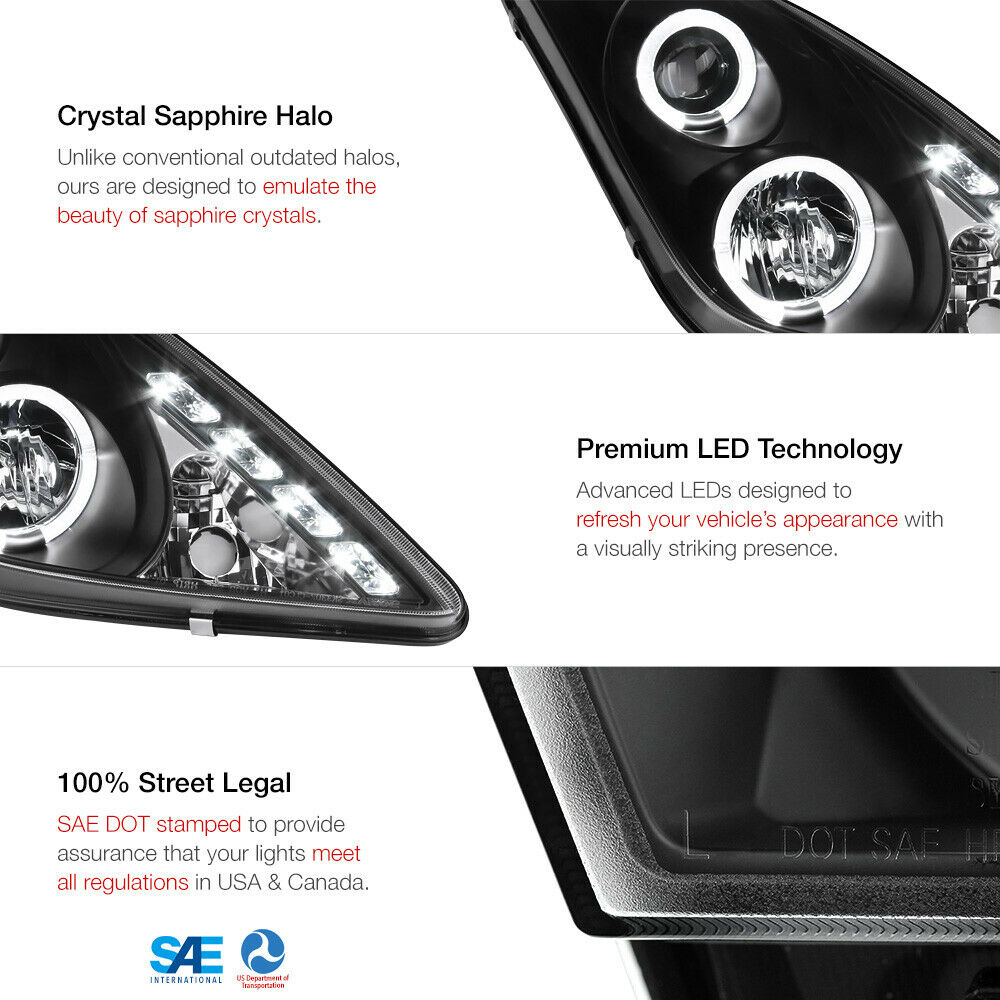 Crystal Sapphire Halo
Unlike conventional outdated halos,
ours are designed to emulate the
beauty of sapphire crystals.
Premium LED Technology
Advanced LEDs designed to
refresh your vehicle's appearance with
a visually striking presence.
100% Street Legal
SAE DOT stamped to provide
assurance that your lights meet
all regulations in USA & Canada.
L DOT SAE
SAE
INTERNATIONAL
US Department of
Transportation